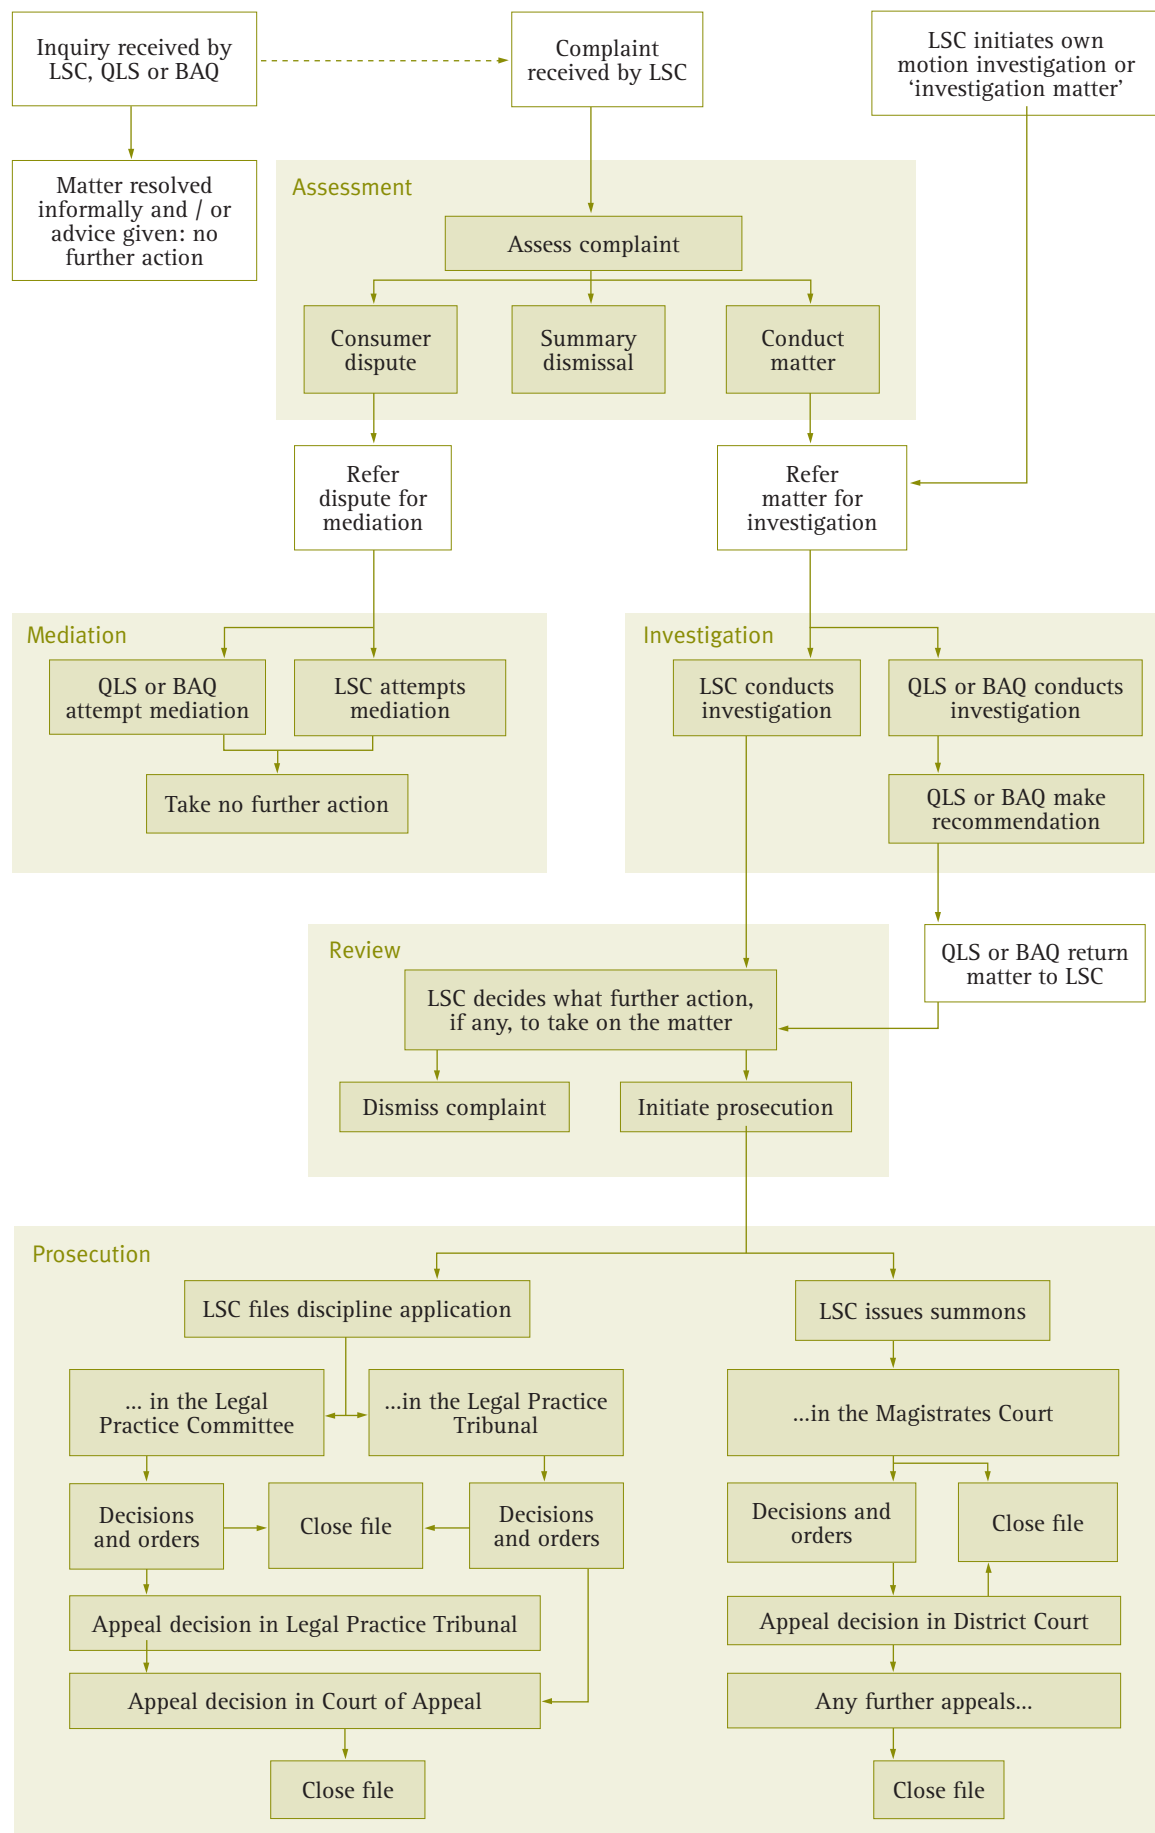 Inquiry received by
LSC, QLS or BAQ
Complaint
received by LSC
LSC initiates own
motion investigation or
‘investigation matter’
Matter resolved
informally and / or
advice given: no
further action
Assessment
Assess complaint
Consumer
dispute
Summary
dismissal
Conduct
matter
Refer
dispute for
mediation
Refer
matter for
investigation
Mediation
QLS or BAQ
attempt mediation
LSC attempts
mediation
Take no further action
Investigation
LSC conducts
investigation
QLS or BAQ conducts
investigation
QLS or BAQ make
recommendation
QLS or BAQ return
matter to LSC
Review
LSC decides what further action,
if any, to take on the matter
Dismiss complaint
Initiate prosecution
Prosecution
LSC files discipline application
LSC issues summons
... in the Legal
Practice Committee
...in the Legal Practice
Tribunal
...in the Magistrates Court
Decisions
and orders
Close file
Decisions
and orders
Decisions and
orders
Close file
Appeal decision in Legal Practice Tribunal
Appeal decision in District Court
Appeal decision in Court of Appeal
Any further appeals...
Close file
Close file